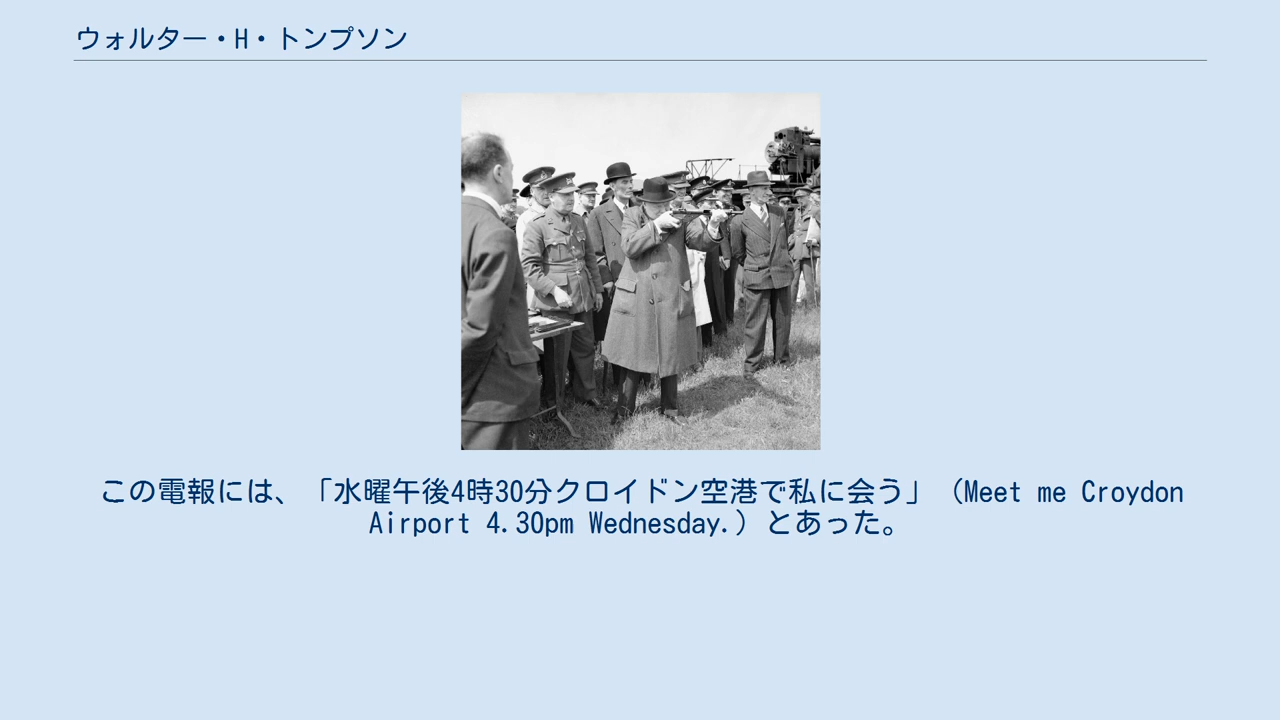 ウォルター・H・トンプソン
この電報には、「水曜午後4時30分クロイドン空港で私に会う」（Meet me Croydon
Airport 4.30pm Wednesday.）とあった。